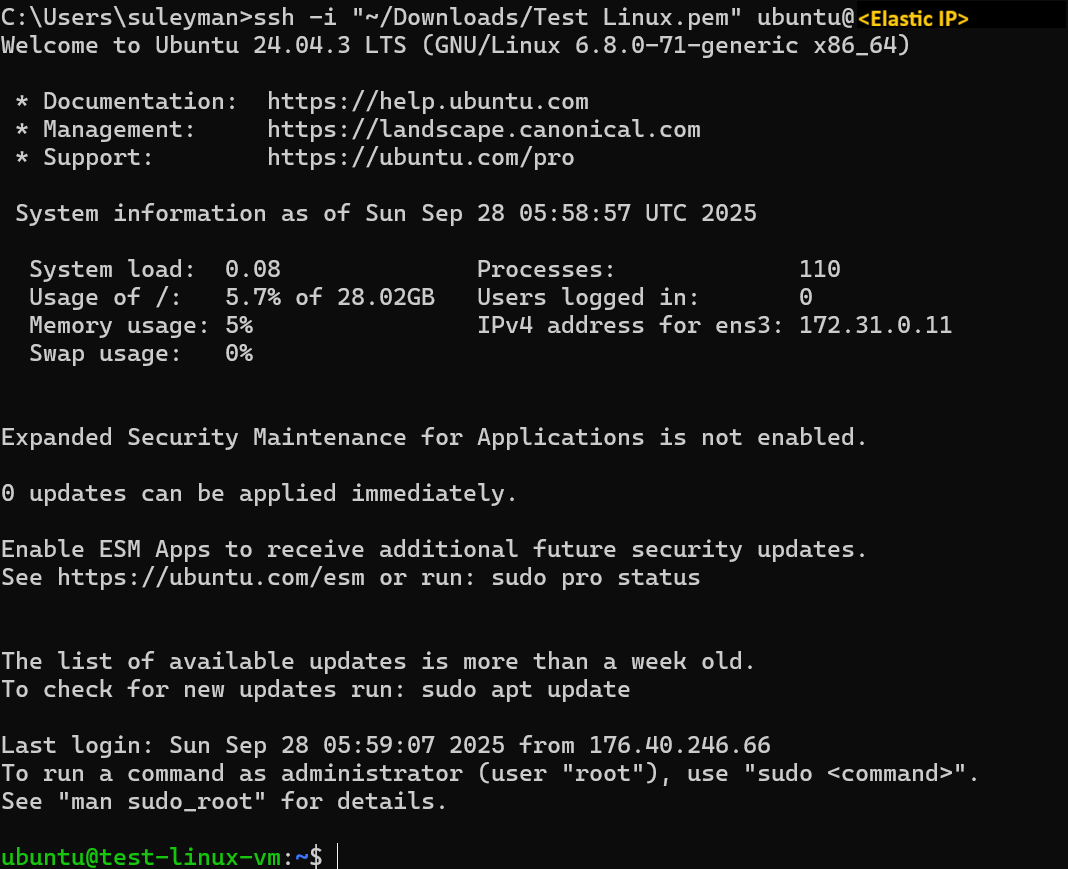 C:\Users\suleyman>ssh -i "~/Downloads/Test Linux.pem" ubuntu@<Elastic IP>
Welcome to Ubuntu 24.04.3 LTS (GNU/Linux 6.8.0-71-generic x86_64)
* Documentation:  https://help.ubuntu.com
* Management:     https://landscape.canonical.com
* Support:        https://ubuntu.com/pro
System information as of Sun Sep 28 05:58:57 UTC 2025
System load:  0.08              Processes:             110
Usage of /:   5.7% of 28.02GB   Users logged in:       0
Memory usage: 5%                IPv4 address for ens3: 172.31.0.11
Swap usage:   0%
Expanded Security Maintenance for Applications is not enabled.
0 updates can be applied immediately.
Enable ESM Apps to receive additional future security updates.
See https://ubuntu.com/esm or run: sudo pro status
The list of available updates is more than a week old.
To check for new updates run: sudo apt update
Last login: Sun Sep 28 05:59:07 2025 from 176.40.246.66
To run a command as administrator (user "root"), use "sudo <command>".
See "man sudo_root" for details.
ubuntu@test-linux-vm:~$